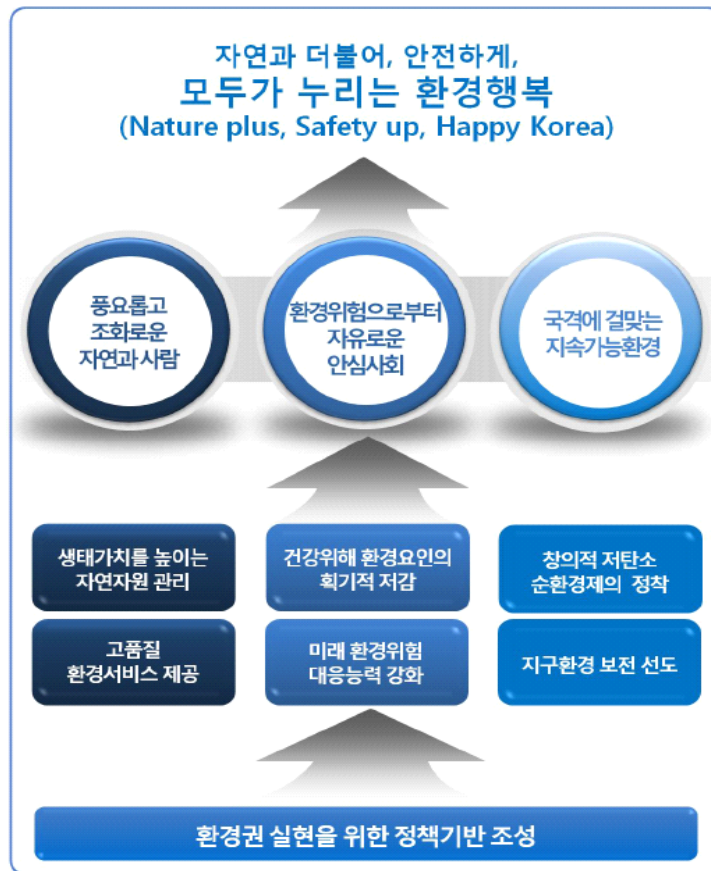 자연과 더불어, 안전하게,
모두가 누리는 환경행복
(Nature plus, Safety up, Happy Korea)
풍요롭고
조화로운
자연과 사람
환경위험으로부터
자유로운
안심사회
국격에 걸맞는
지속가능환경
생태가치를 높이는
자연자원 관리
건강위해 환경요인의
획기적 저감
창의적 저탄소
순환경제의 정착
고품질
환경서비스 제공
미래 환경위험
대응능력 강화
지구환경 보전 선도
환경권 실현을 위한 정책기반 조성